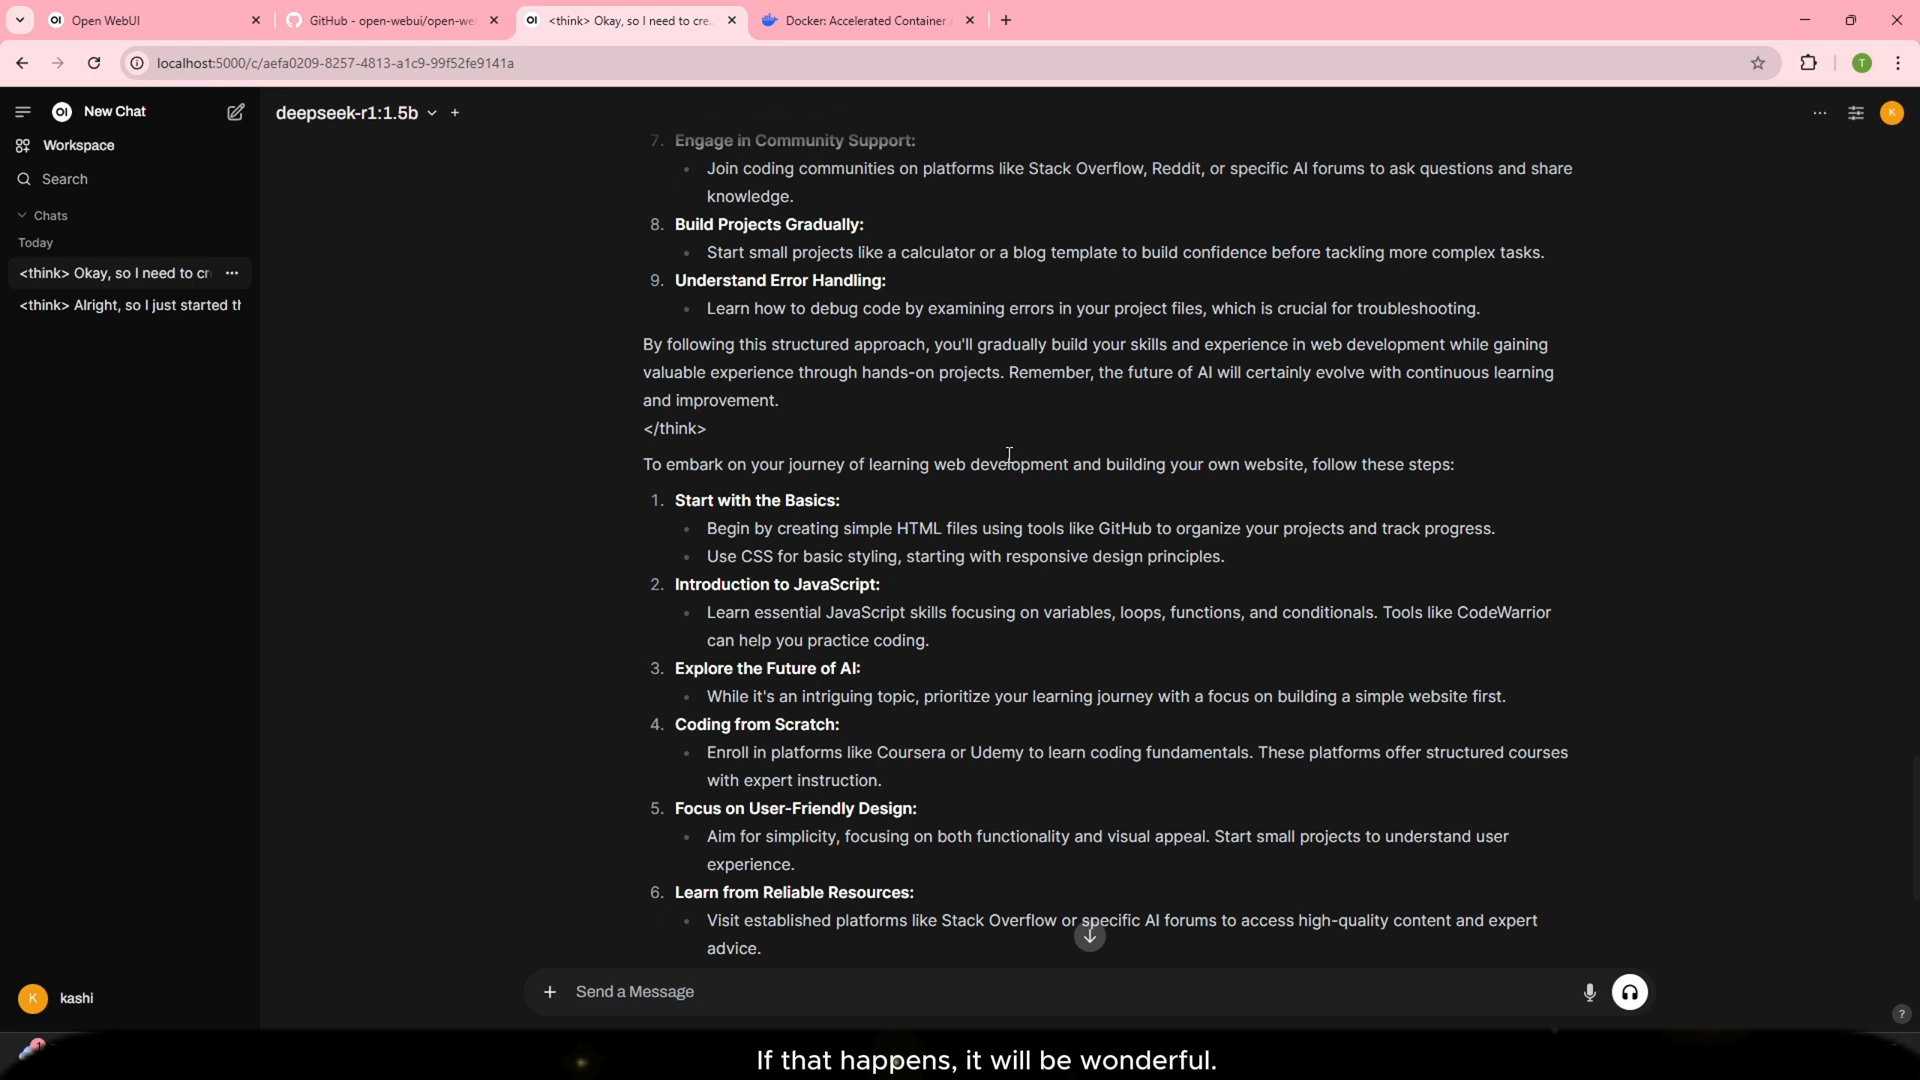 Open WebUI
GitHub - open-webui/open-we
<think> Okay, so I need to cre
Docker: Accelerated Container
localhost:5000/c/aefa0209-8257-4813-a1c9-99f52fe9141a
T
OI New Chat
deepseek-r1:1.5b
K
Workspace
Search
Chats
Today
<think> Okay, so I need to cr
<think> Alright, so I just started th
7. Engage in Community Support:
Join coding communities on platforms like Stack Overflow, Reddit, or specific AI forums to ask questions and share
knowledge.
8. Build Projects Gradually:
Start small projects like a calculator or a blog template to build confidence before tackling more complex tasks.
9. Understand Error Handling:
Learn how to debug code by examining errors in your project files, which is crucial for troubleshooting.
By following this structured approach, you'll gradually build your skills and experience in web development while gaining
valuable experience through hands-on projects. Remember, the future of AI will certainly evolve with continuous learning
and improvement.
</think>
To embark on your journey of learning web development and building your own website, follow these steps:
1. Start with the Basics:
Begin by creating simple HTML files using tools like GitHub to organize your projects and track progress.
Use CSS for basic styling, starting with responsive design principles.
2. Introduction to JavaScript:
Learn essential JavaScript skills focusing on variables, loops, functions, and conditionals. Tools like CodeWarrior
can help you practice coding.
3. Explore the Future of AI:
While it's an intriguing topic, prioritize your learning journey with a focus on building a simple website first.
4. Coding from Scratch:
Enroll in platforms like Coursera or Udemy to learn coding fundamentals. These platforms offer structured courses
with expert instruction.
5. Focus on User-Friendly Design:
Aim for simplicity, focusing on both functionality and visual appeal. Start small projects to understand user
experience.
6. Learn from Reliable Resources:
Visit established platforms like Stack Overflow or specific AI forums to access high-quality content and expert
advice.
Send a Message
K kashi
?
1
If that happens, it will be wonderful.